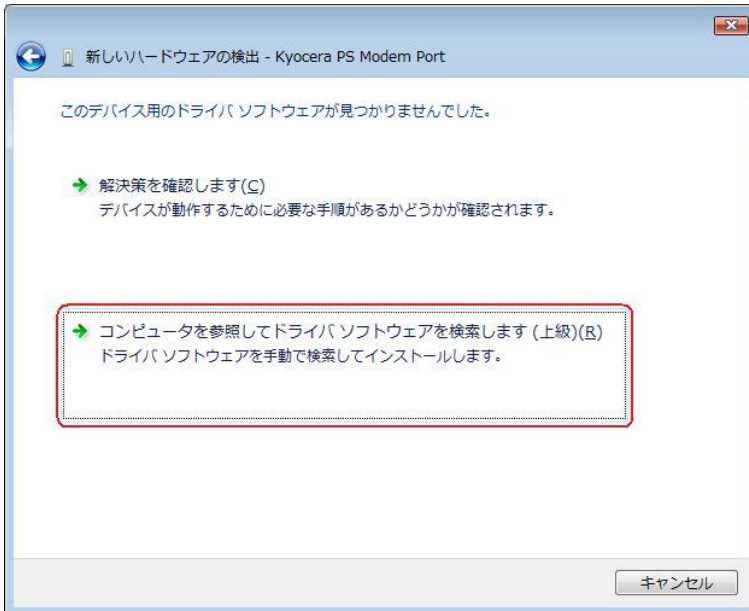 新しいハードウェアの検出 - Kyocera PS Modem Port
このデバイス用のドライバ ソフトウェアが見つかりませんでした。
解決策を確認します(C)
デバイスが動作するために必要な手順があるかどうかが確認されます。
コンピュータを参照してドライバ ソフトウェアを検索します (上級)(R)
ドライバ ソフトウェアを手動で検索してインストールします。
キャンセル